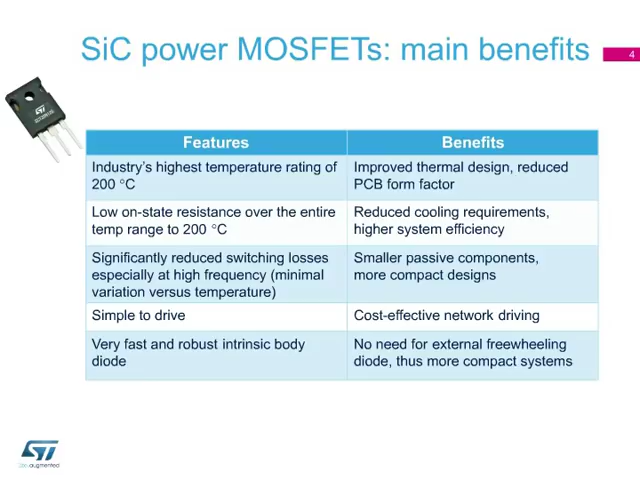 SiC power MOSFETs: main benefits
4
ST
Features
Benefits
Industry's highest temperature rating of
200 °C
Improved thermal design, reduced
PCB form factor
Low on-state resistance over the entire
temp range to 200 °C
Reduced cooling requirements,
higher system efficiency
Significantly reduced switching losses
especially at high frequency (minimal
variation versus temperature)
Smaller passive components,
more compact designs
Simple to drive
Cost-effective network driving
Very fast and robust intrinsic body
diode
No need for external freewheeling
diode, thus more compact systems
ST
life.augmented